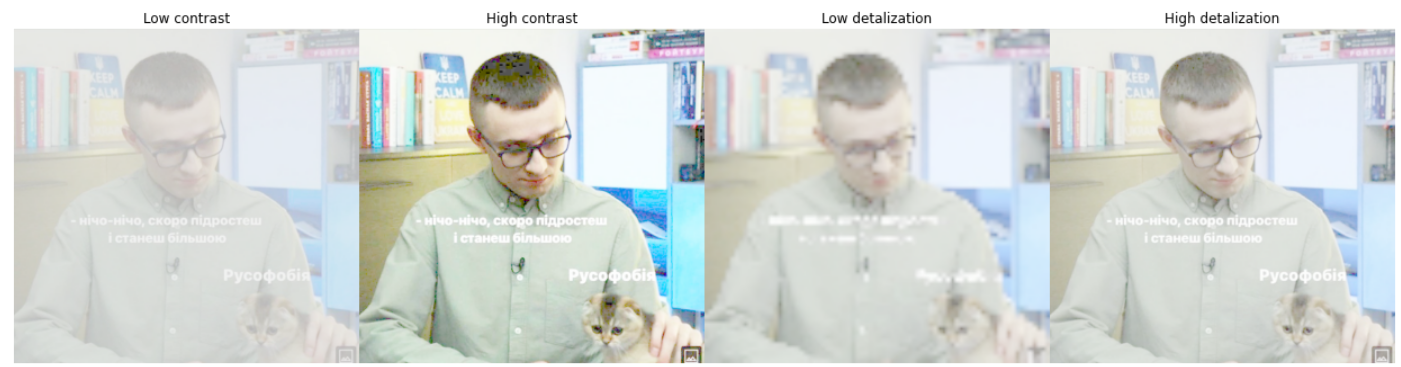 Low contrast
High contrast
Low detalization
High detalization
KEEP
CALM
KEEP
CALM
KEEP
CALM
- нічо-нічо, скоро підростеш
і станеш більшою
Русофобія
- нічо-нічо, скоро підростеш
і станеш більшою
Русофобія
- нічо-нічо, скоро підростеш
і станеш більшою
Русофобія